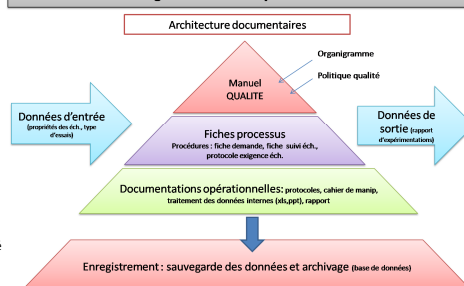 Architecture documentaires
Organigramme
Politique qualité
Manuel
QUALITE
Données d'entrée
(propriétés des éch., type
d'essais)
Fiches processus
Procédures : fiche demande, fiche suivi éch.,
protocole exigence éch.
Données de
sortie (rapport
d'expérimentations)
Documentations opérationnelles: protocoles, cahier de manip,
traitement des données internes (xls,ppt), rapport
Enregistrement : sauvegarde des données et archivage (base de données)